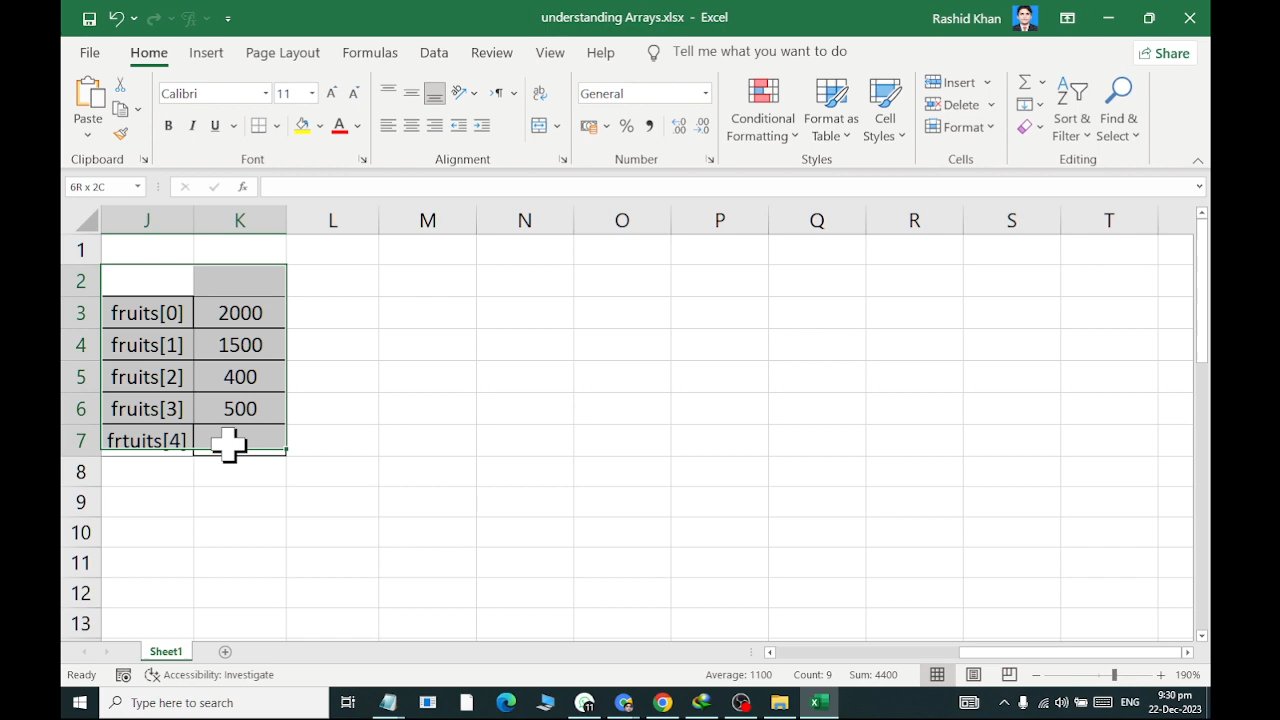 understanding Arrays.xlsx - Excel
Rashid Khan
File Home Insert Page Layout Formulas Data Review View Help Tell me what you want to do Share
Paste
Calibri 11
B I U A
General
% , 
Conditional Formatting
Format as Table
Cell Styles
Insert
Delete
Format
Sort & Filter
Find & Select
Clipboard Font Alignment Number Styles Cells Editing
6R x 2C fx
J K L M N O P Q R S T
1
2
3 fruits[0] 2000
4 fruits[1] 1500
5 fruits[2] 400
6 fruits[3] 500
7 frtuits[4]
8
9
10
11
12
13
Sheet1
Ready Accessibility: Investigate Average: 1100 Count: 9 Sum: 4400 190%
Type here to search ENG 9:30 pm
22-Dec-2023